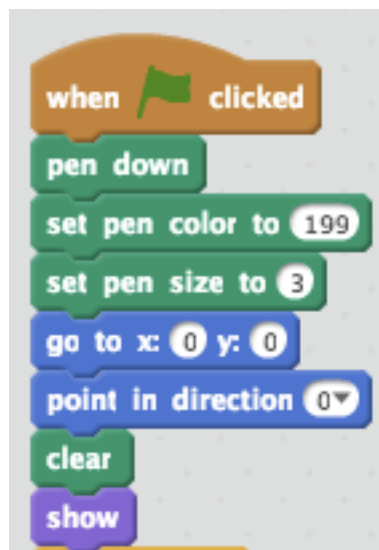 when clicked
pen down
set pen color to 199
set pen size to 3
go to x: 0 y: 0
point in direction 0
clear
show